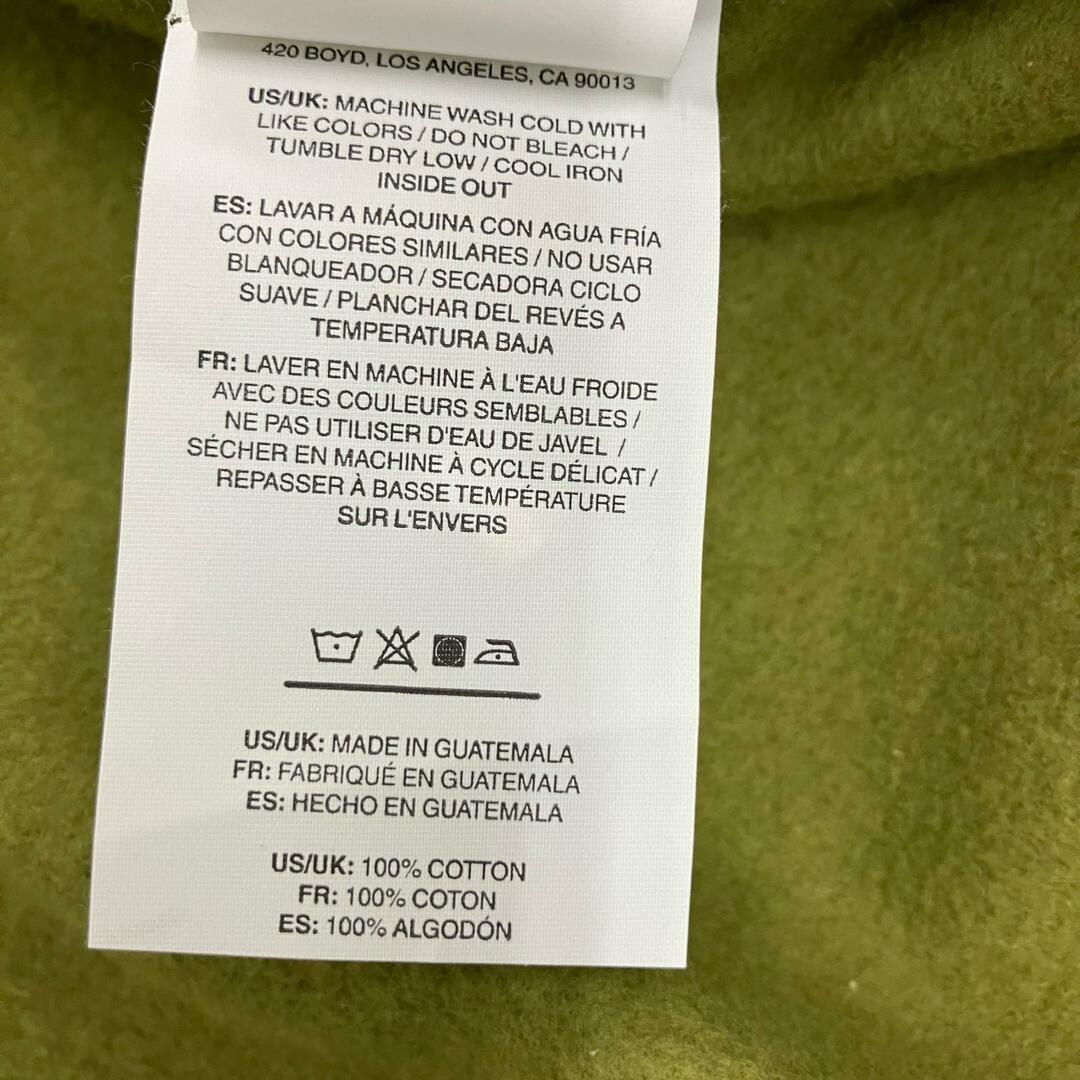 420 BOYD, LOS ANGELES, CA 90013
US/UK: MACHINE WASH COLD WITH
LIKE COLORS / DO NOT BLEACH /
TUMBLE DRY LOW / COOL IRON
INSIDE OUT
ES: LAVAR A MÁQUINA CON AGUA FRÍA
CON COLORES SIMILARES / NO USAR
BLANQUEADOR / SECADORA CICLO
SUAVE / PLANCHAR DEL REVÉS A
TEMPERATURA BAJA
FR: LAVER EN MACHINE À L'EAU FROIDE
AVEC DES COULEURS SEMBLABLES /
NE PAS UTILISER D'EAU DE JAVEL /
SÉCHER EN MACHINE À CYCLE DÉLICAT /
REPASSER À BASSE TEMPÉRATURE
SUR L'ENVERS
US/UK: MADE IN GUATEMALA
FR: FABRIQUÉ EN GUATEMALA
ES: HECHO EN GUATEMALA
US/UK: 100% COTTON
FR: 100% COTON
ES: 100% ALGODÓN